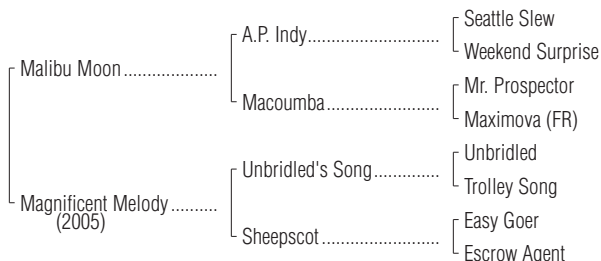 Seattle Slew
A.P. Indy
Weekend Surprise
Malibu Moon
Mr. Prospector
Macoumba
Maximova (FR)
Unbridled
Unbridled's Song
Trolley Song
Magnificent Melody
(2005)
Easy Goer
Sheepscot
Escrow Agent